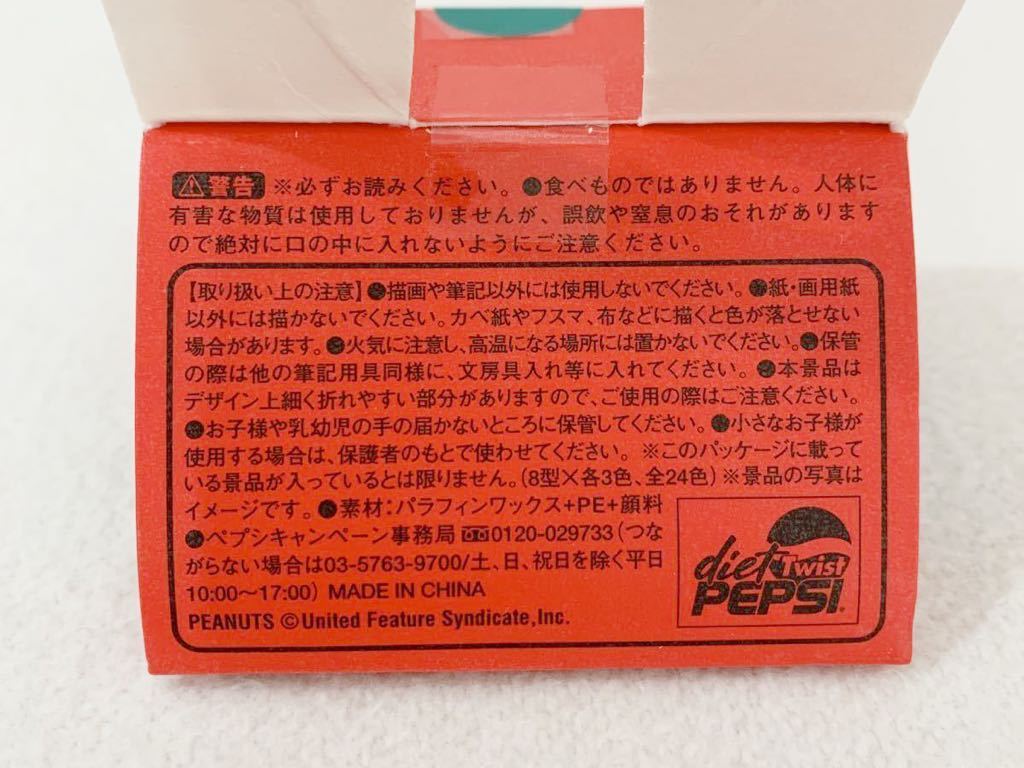 ⚠警告 ※必ずお読みください。●食べものではありません。人体に
有害な物質は使用しておりませんが、誤飲や窒息のおそれがあります
ので絶対に口の中に入れないようにご注意ください。
【取り扱い上の注意】●描画や筆記以外には使用しないでください。●紙・画用紙
以外には描かないでください。カベ紙やフスマ、布などに描くと色が落とせない
場合があります。●火気に注意し、高温になる場所には置かないでください。●保管
の際は他の筆記用具同様に、文房具入れ等に入れてください。●本景品は
デザイン上細く折れやすい部分がありますので、ご使用の際はご注意ください。
●お子様や乳幼児の手の届かないところに保管してください。●小さなお子様が
使用する場合は、保護者のもとで使わせてください。※このパッケージに載って
いる景品が入っているとは限りません。(8型×各3色、全24色)※景品の写真は
イメージです。●素材:パラフィンワックス+PE+顔料
●ペプシキャンペーン事務局 0120-029733(つな
がらない場合は03-5763-9700/土、日、祝日を除く平日
10:00〜17:00) MADE IN CHINA
PEANUTS ©United Feature Syndicate, Inc.
diet Twist
PEPSI